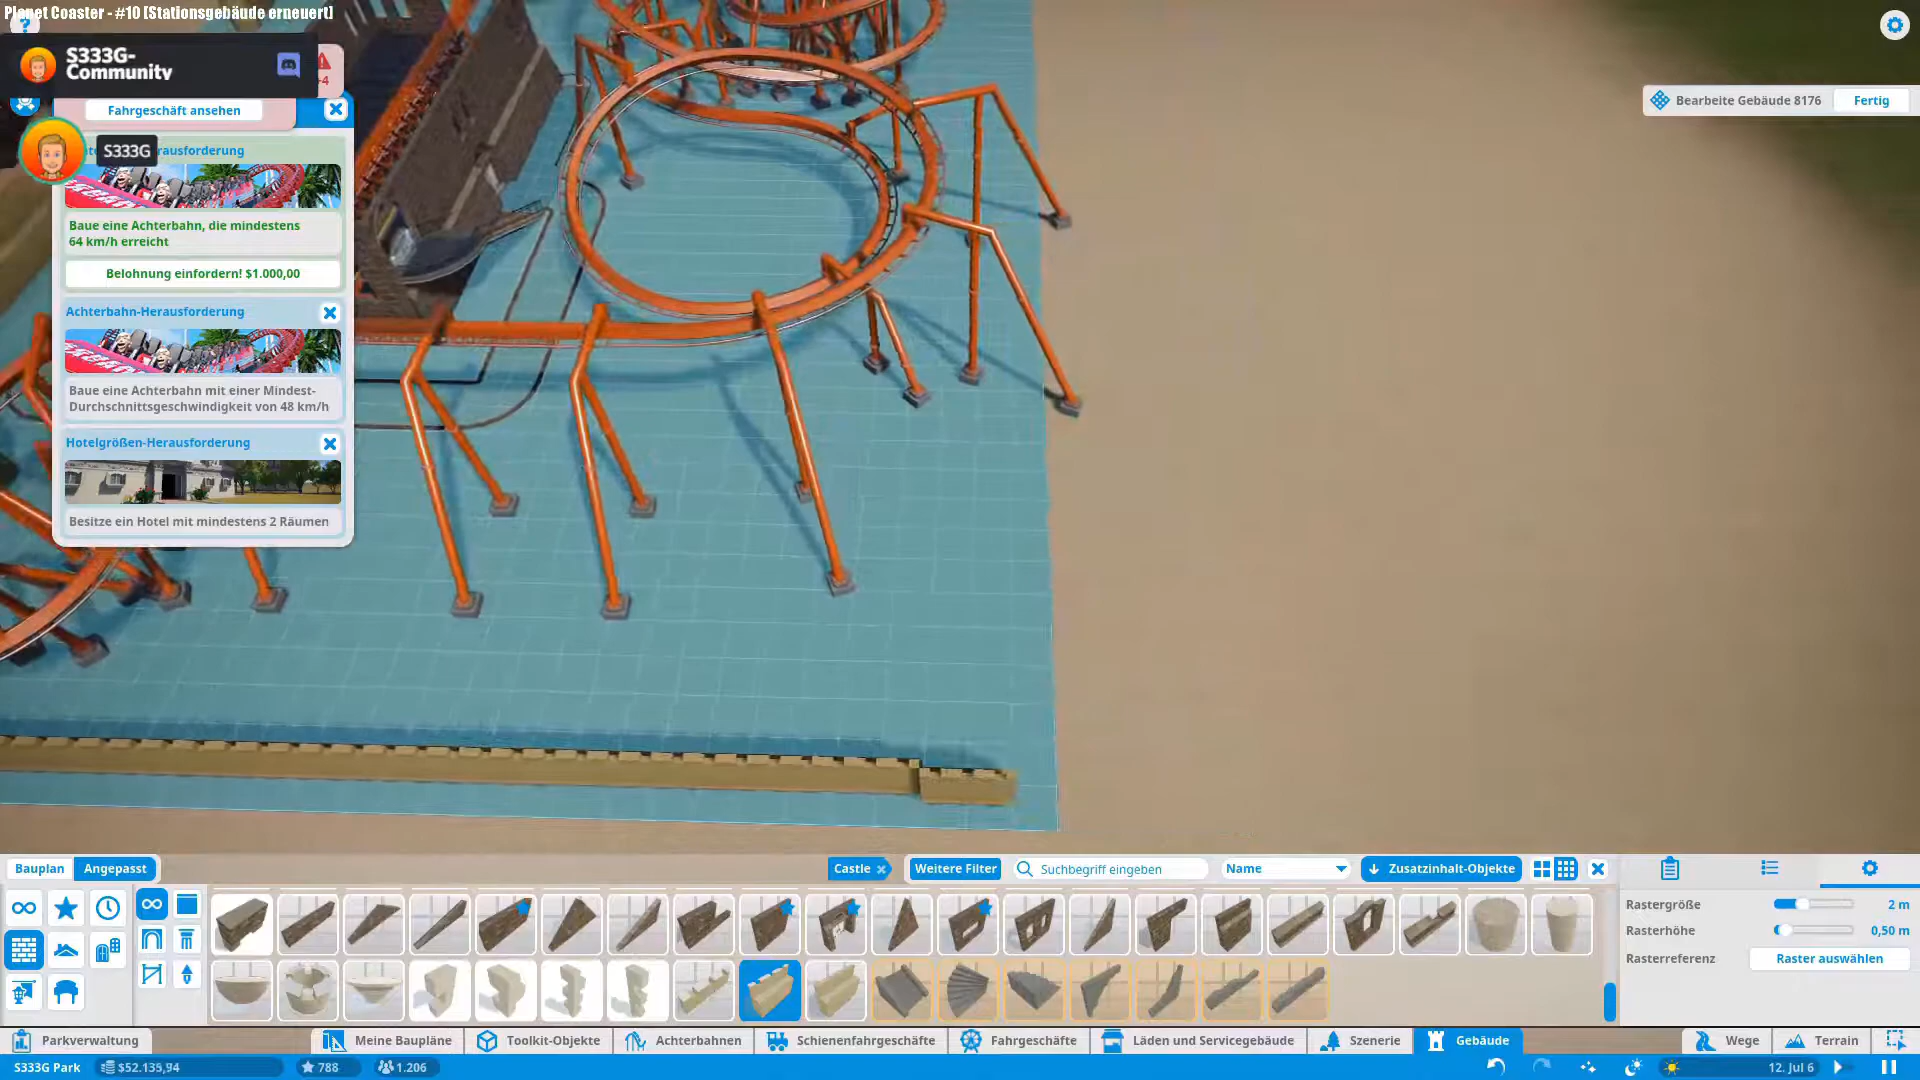 Planet Coaster - #10 [Stationsgebäude erneuert]
S333G-
Community
Fahrgeschäft ansehen
S333G
rausforderung
Baue eine Achterbahn, die mindestens
64 km/h erreicht
Belohnung einfordern! $1.000,00
Achterbahn-Herausforderung
Baue eine Achterbahn mit einer Mindest-
Durchschnittsgeschwindigkeit von 48 km/h
Hotelgrößen-Herausforderung
Besitze ein Hotel mit mindestens 2 Räumen
Bearbeite Gebäude 8176
Fertig
Bauplan
Angepasst
Castle
Weitere Filter
Suchbegriff eingeben
Name
Zusatzinhalt-Objekte
Rastergröße
2 m
Rasterhöhe
0,50 m
Rasterreferenz
Raster auswählen
Parkverwaltung
Meine Baupläne
Toolkit-Objekte
Achterbahnen
Schienenfahrgeschäfte
Fahrgeschäfte
Läden und Servicegebäude
Szenerie
Gebäude
Wege
Terrain
S333G Park
$52.135,94
788
1.206
12. Jul 6